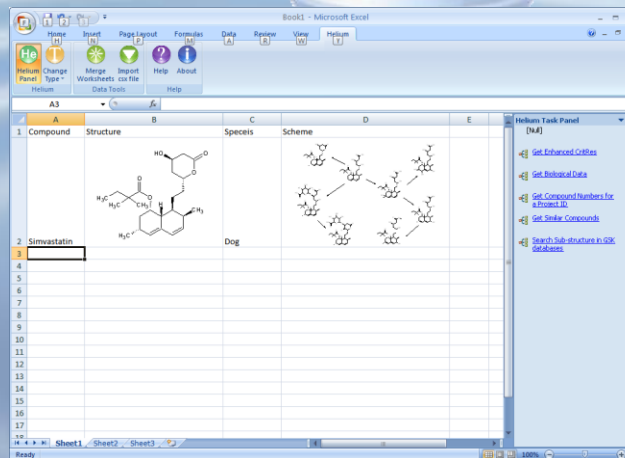 Book1 - Microsoft Excel
Home Insert Page Layout Formulas Data Review View Helium
H N P M A R W Y
Helium Panel
Change Type
Merge Worksheets
Import csx file
Help
About
Helium
Data Tools
Help
A3
fx
A B C D E
1 Compound Structure Speceis Scheme
HO
O
O
O
H₃C
O
CH₃
CH₃
O
H
CH₃
H₃C
2 Simvastatin Dog
3
4
5
6
7
8
9
10
11
12
13
14
15
16
17
18
Sheet1 Sheet2 Sheet3
Ready
100%
Helium Task Panel
[Null]
Get Enhanced CritRes
Get Biological Data
Get Compound Numbers for
a Project ID
Get Similar Compounds
Search Sub-structure in GSK
databases